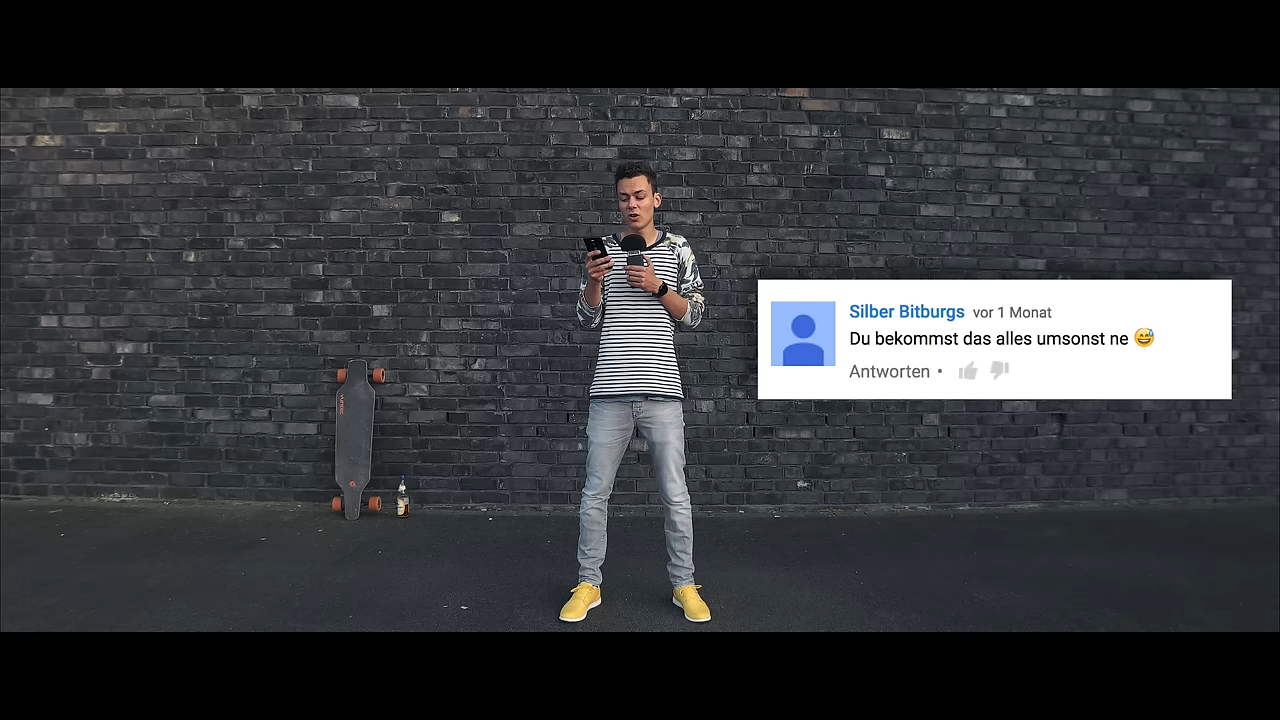 Silber Bitburgs vor 1 Monat
Du bekommst das alles umsonst ne 😅
Antworten •